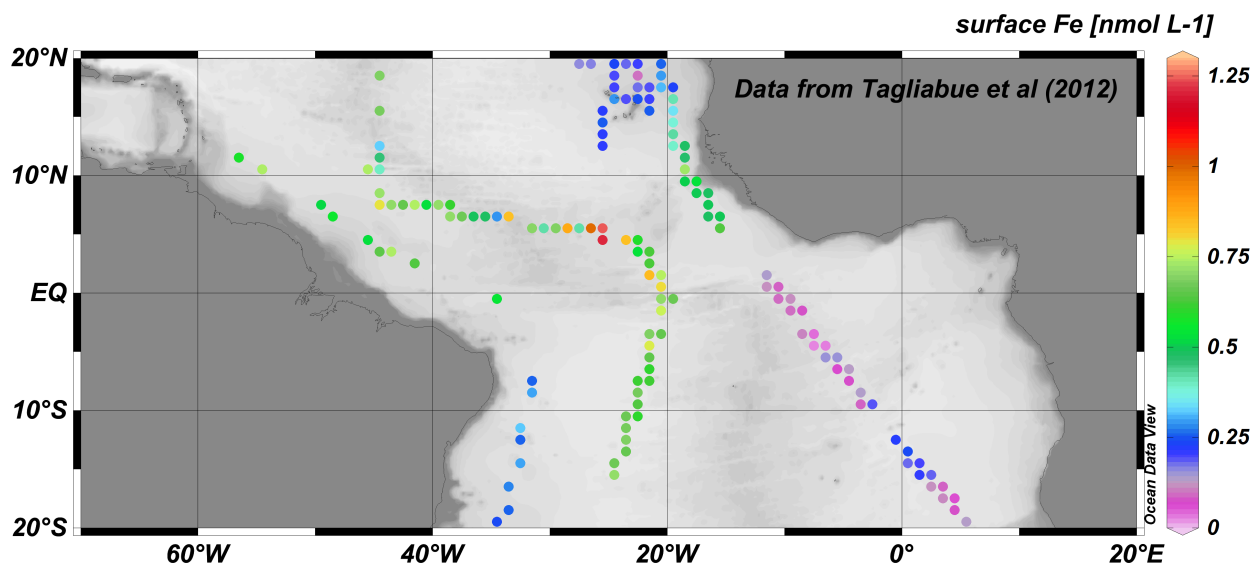 surface Fe [nmol L-1]
20°N
10°N
EQ
10°S
20°S
Data from Tagliabue et al (2012)
Ocean Data View
1.25
1
0.75
0.5
0.25
0
60°W
40°W
20°W
0°
20°E